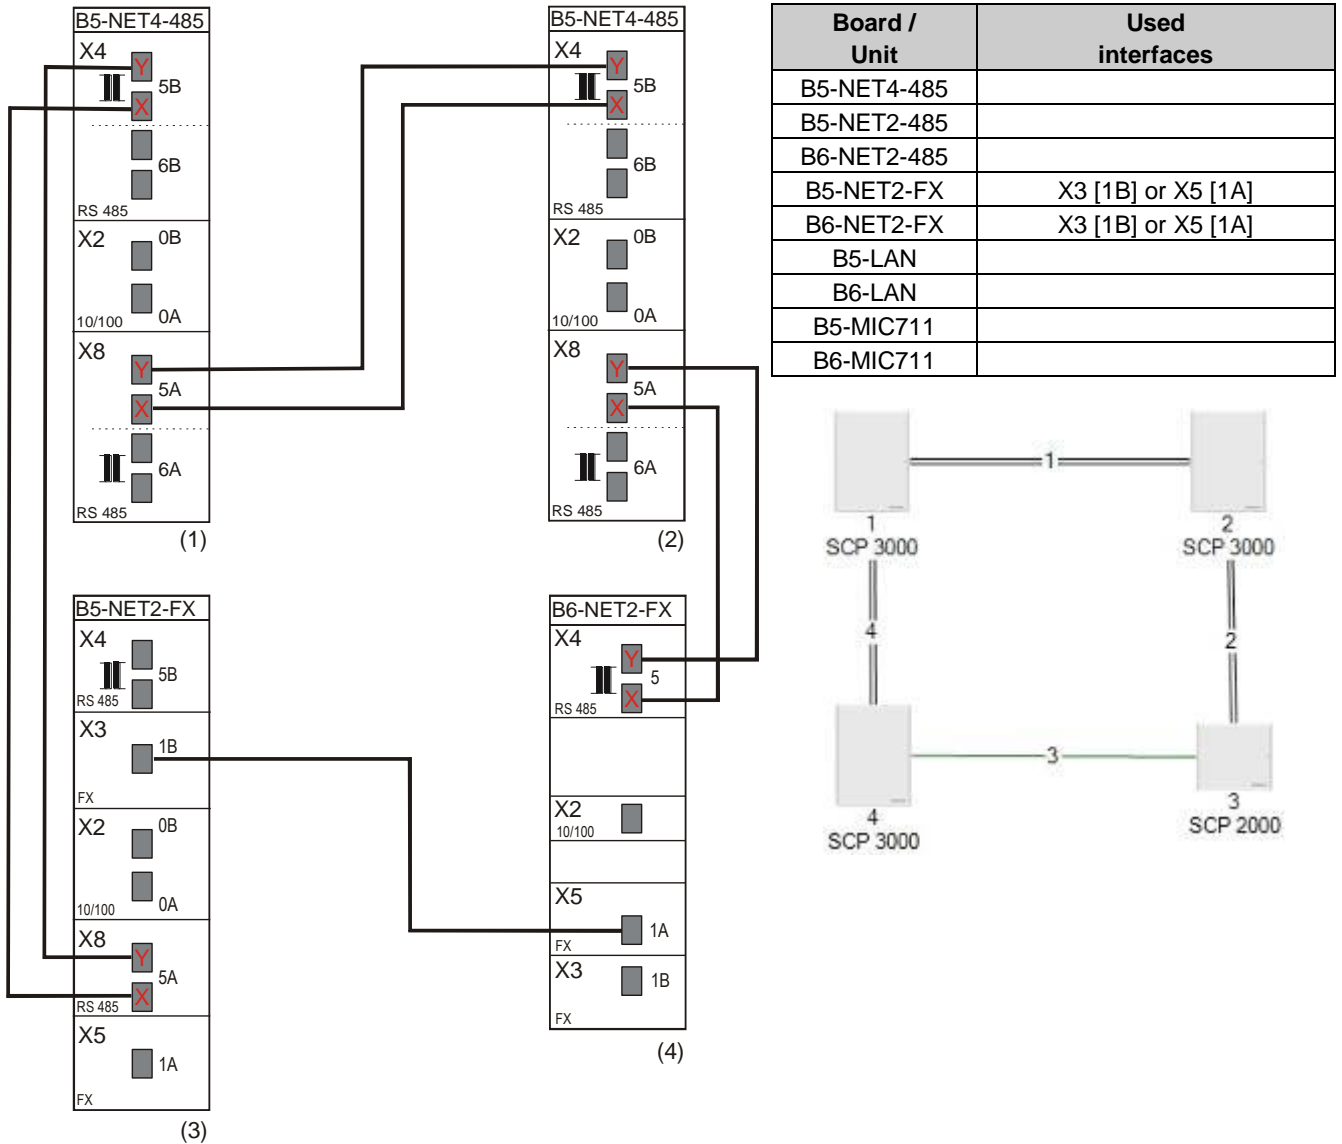 B5-NET4-485
X4
Y
5B
X
6B
RS 485
X2
0B
10/100
0A
X8
Y
5A
X
6A
RS 485
(1)
B5-NET4-485
X4
Y
5B
X
6B
RS 485
X2
0B
10/100
0A
X8
Y
5A
X
6A
RS 485
(2)
B5-NET2-FX
X4
5B
RS 485
X3
1B
FX
X2
0B
10/100
0A
X8
Y
5A
X
RS 485
X5
1A
FX
(3)
B6-NET2-FX
X4
Y
5
X
RS 485
X2
10/100
X5
1A
FX
X3
1B
FX
(4)
Board / Used
Unit interfaces
B5-NET4-485
B5-NET2-485
B6-NET2-485
B5-NET2-FX X3 [1B] or X5 [1A]
B6-NET2-FX X3 [1B] or X5 [1A]
B5-LAN
B6-LAN
B5-MIC711
B6-MIC711
1
1
SCP 3000
2
SCP 3000
4
2
3
4
SCP 3000
3
SCP 2000